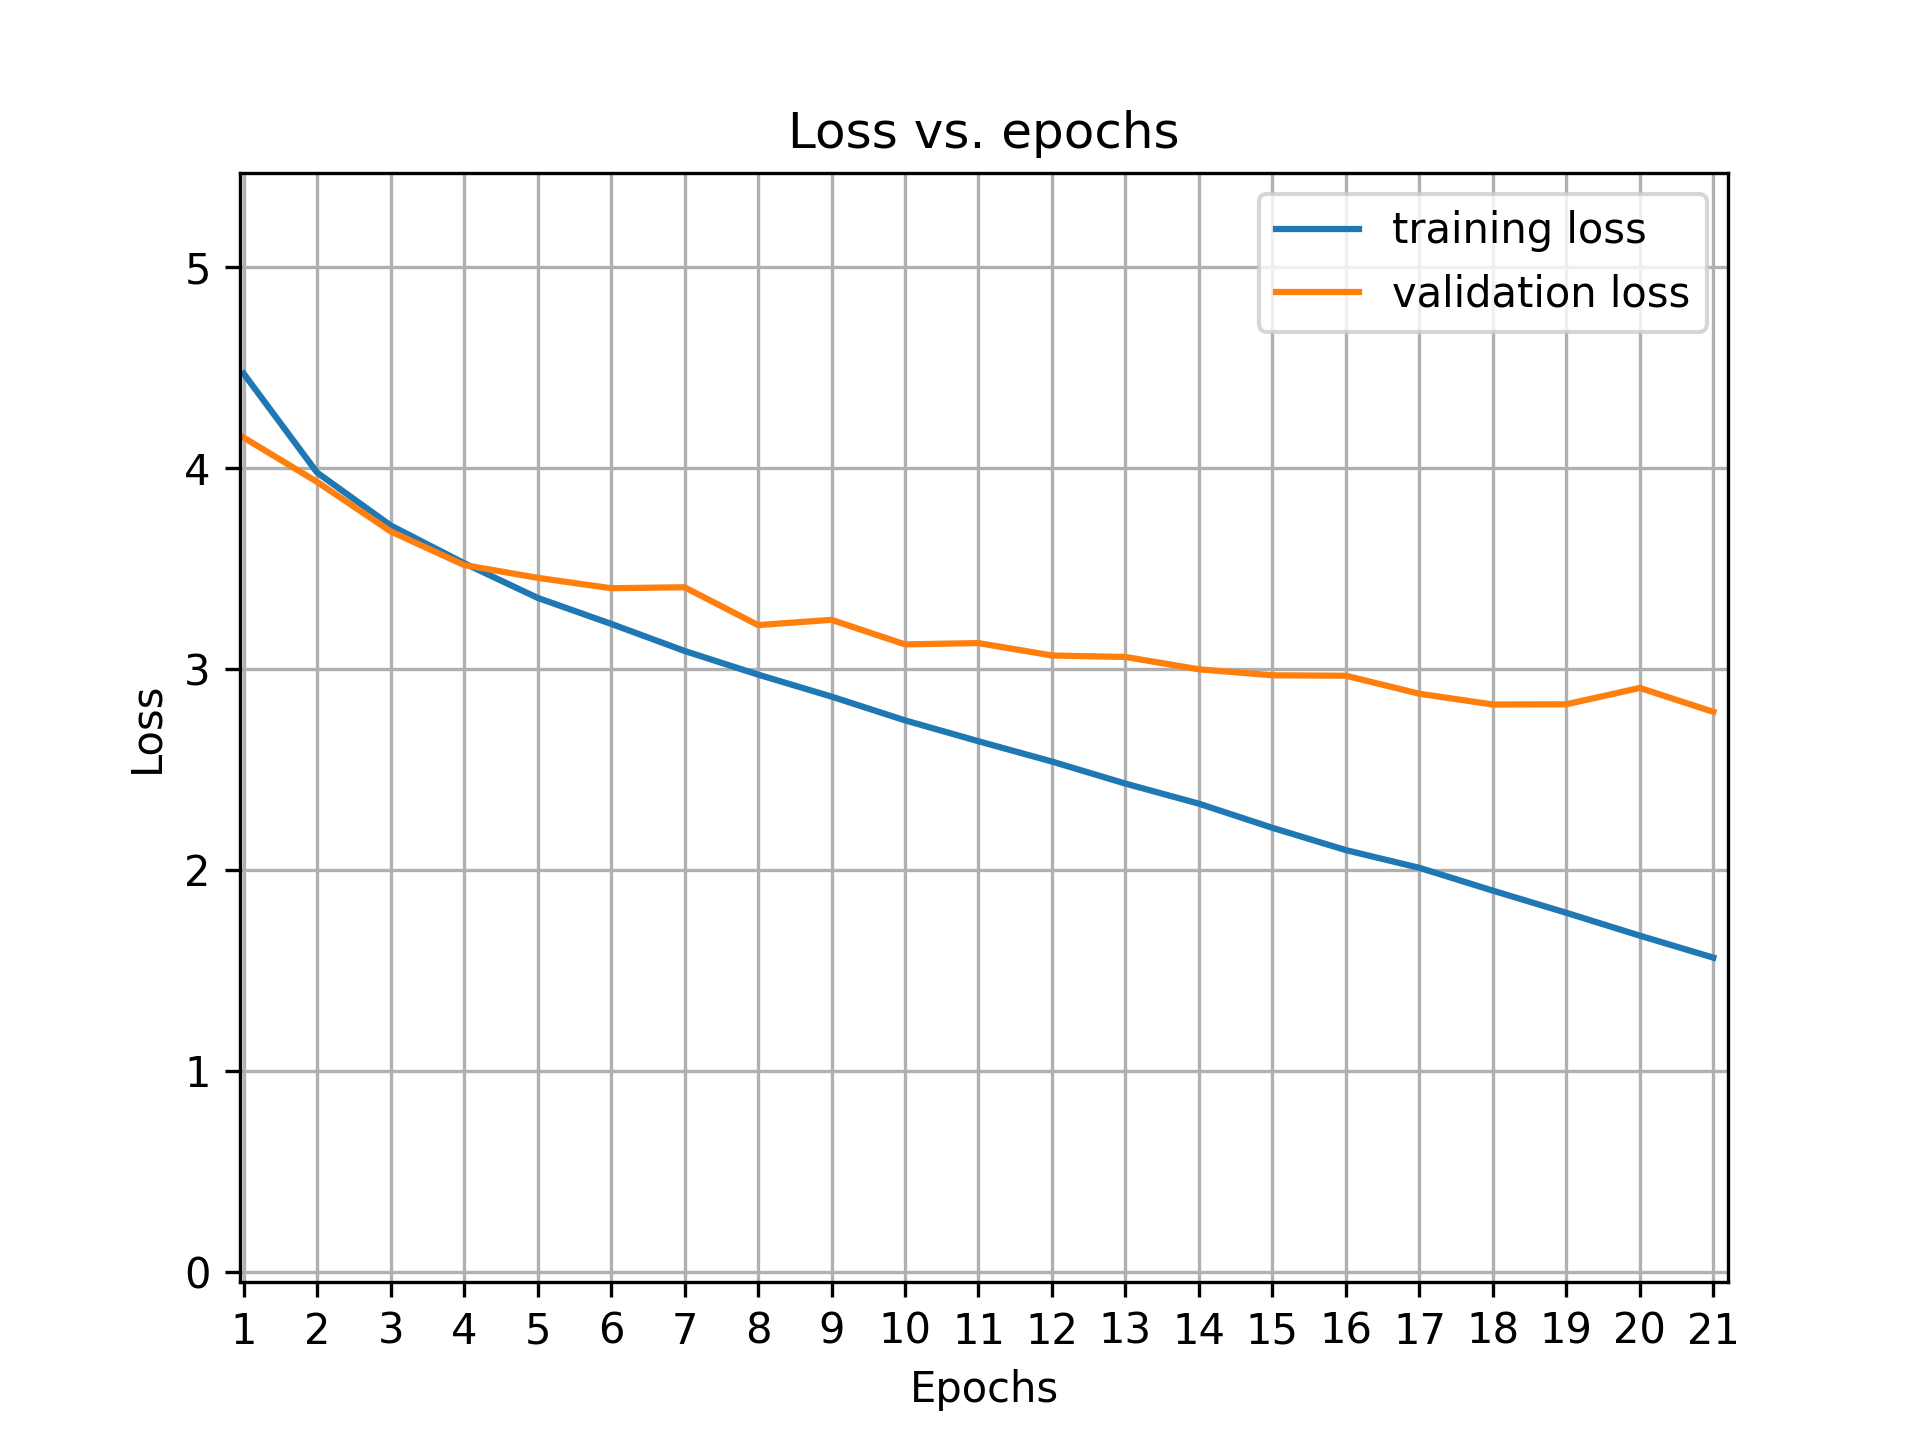 Loss vs. epochs
training loss
validation loss
5
4
3
2
1
0
Loss
1 2 3 4 5 6 7 8 9 10 11 12 13 14 15 16 17 18 19 20 21
Epochs